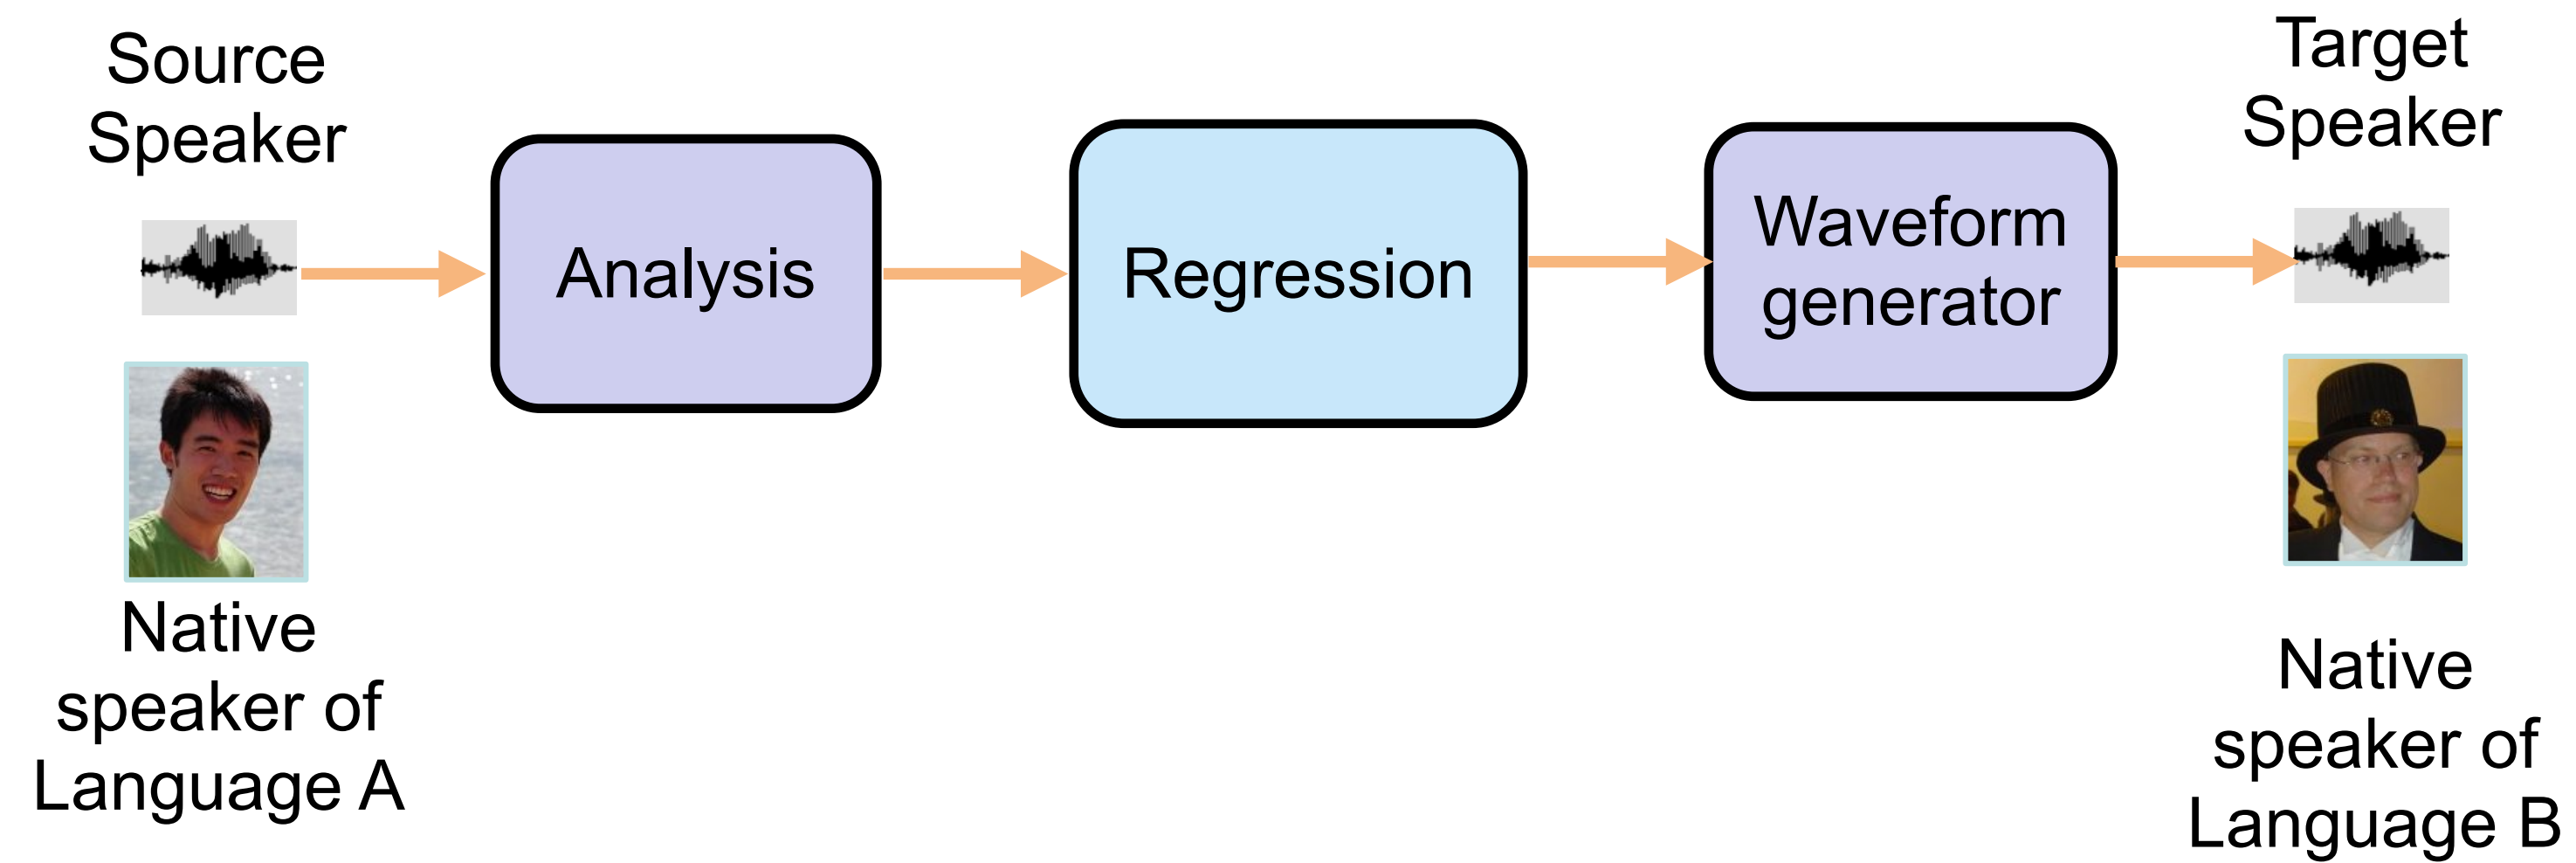 Source
Speaker
Analysis
Regression
Waveform
generator
Target
Speaker
Native
speaker of
Language A
Native
speaker of
Language B